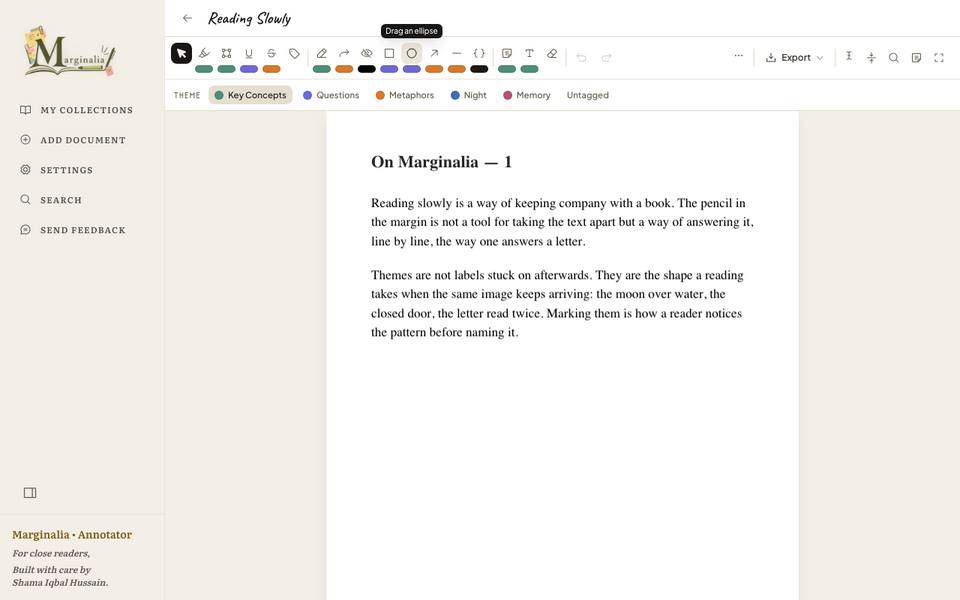 Marginalia
MY COLLECTIONS
ADD DOCUMENT
SETTINGS
SEARCH
SEND FEEDBACK
Marginalia • Annotator
For close readers,
Built with care by
Shama Iqbal Hussain.
Reading Slowly
Drag an ellipse
U
S
T
Export
THEME
Key Concepts
Questions
Metaphors
Night
Memory
Untagged
On Marginalia — 1
Reading slowly is a way of keeping company with a book. The pencil in
the margin is not a tool for taking the text apart but a way of answering it,
line by line, the way one answers a letter.
Themes are not labels stuck on afterwards. They are the shape a reading
takes when the same image keeps arriving: the moon over water, the
closed door, the letter read twice. Marking them is how a reader notices
the pattern before naming it.